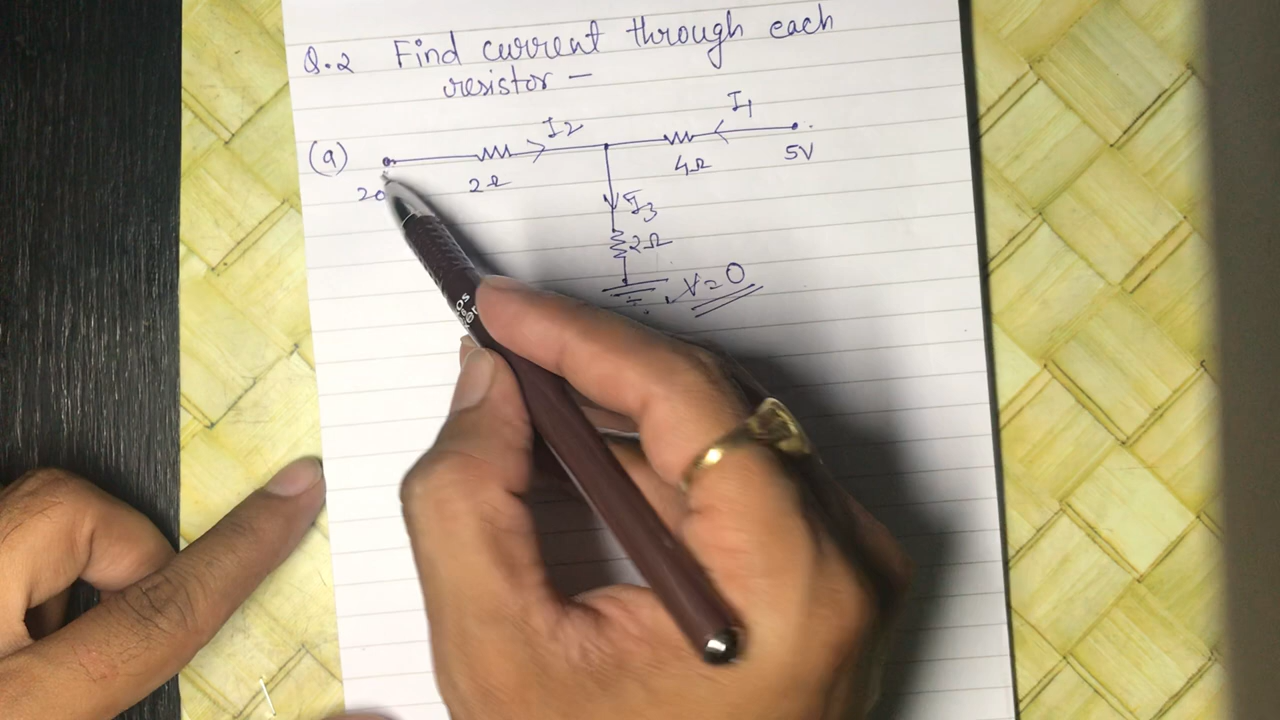 Q.2 Find current through each
resistor –
(a)
I2
I1
20
2Ω
4Ω
5V
I3
2Ω
V=0